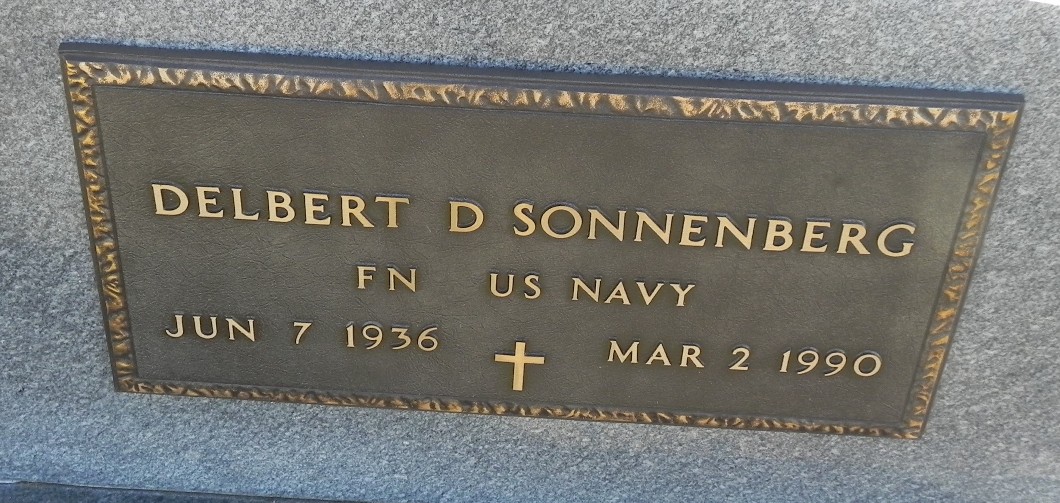 DELBERT D SONNENBERG
FN US NAVY
JUN 7 1936 MAR 2 1990